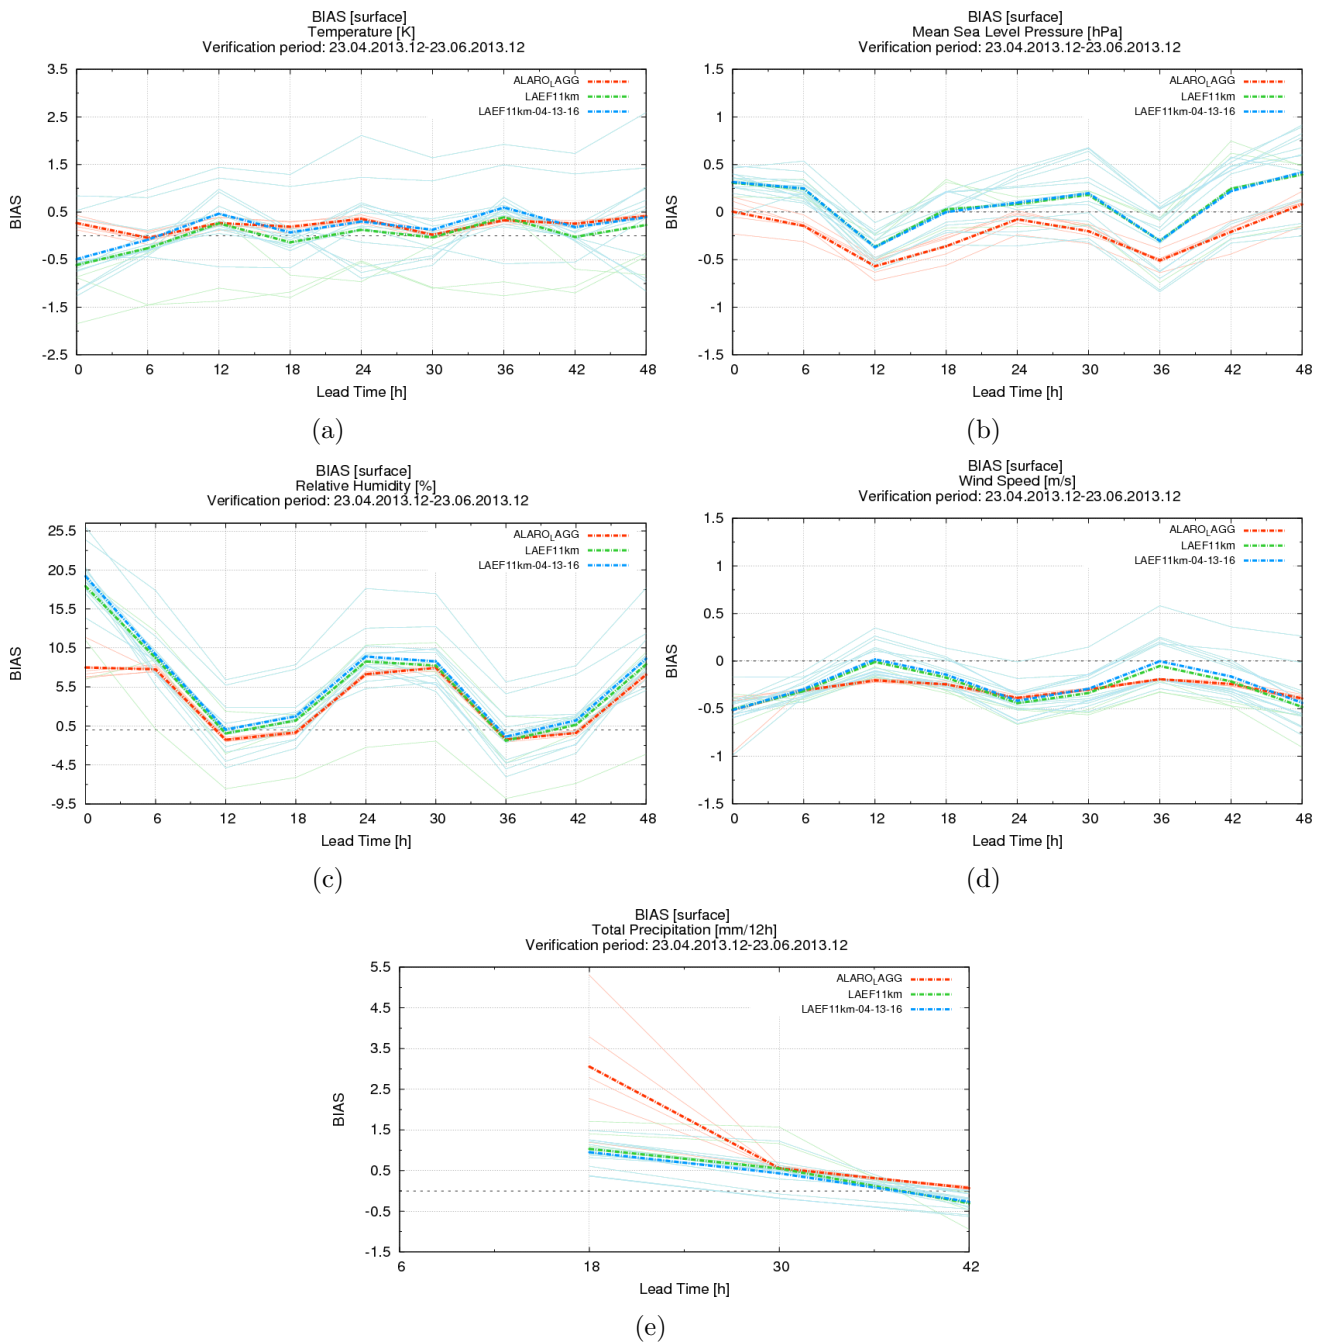 BIAS [surface]
Temperature [K]
Verification period: 23.04.2013.12-23.06.2013.12
3.5
2.5
1.5
0.5
-0.5
-1.5
-2.5
BIAS
ALARO_LAGG
LAEF11km
LAEF11km-04-13-16
0 6 12 18 24 30 36 42 48
Lead Time [h]
(a)
BIAS [surface]
Mean Sea Level Pressure [hPa]
Verification period: 23.04.2013.12-23.06.2013.12
1.5
1
0.5
0
-0.5
-1
-1.5
BIAS
ALARO_LAGG
LAEF11km
LAEF11km-04-13-16
0 6 12 18 24 30 36 42 48
Lead Time [h]
(b)
BIAS [surface]
Relative Humidity [%]
Verification period: 23.04.2013.12-23.06.2013.12
25.5
20.5
15.5
10.5
5.5
0.5
-4.5
-9.5
BIAS
ALARO_LAGG
LAEF11km
LAEF11km-04-13-16
0 6 12 18 24 30 36 42 48
Lead Time [h]
(c)
BIAS [surface]
Wind Speed [m/s]
Verification period: 23.04.2013.12-23.06.2013.12
1.5
1
0.5
0
-0.5
-1
-1.5
BIAS
ALARO_LAGG
LAEF11km
LAEF11km-04-13-16
0 6 12 18 24 30 36 42 48
Lead Time [h]
(d)
BIAS [surface]
Total Precipitation [mm/12h]
Verification period: 23.04.2013.12-23.06.2013.12
5.5
4.5
3.5
2.5
1.5
0.5
-0.5
-1.5
BIAS
ALARO_LAGG
LAEF11km
LAEF11km-04-13-16
6 18 30 42
Lead Time [h]
(e)